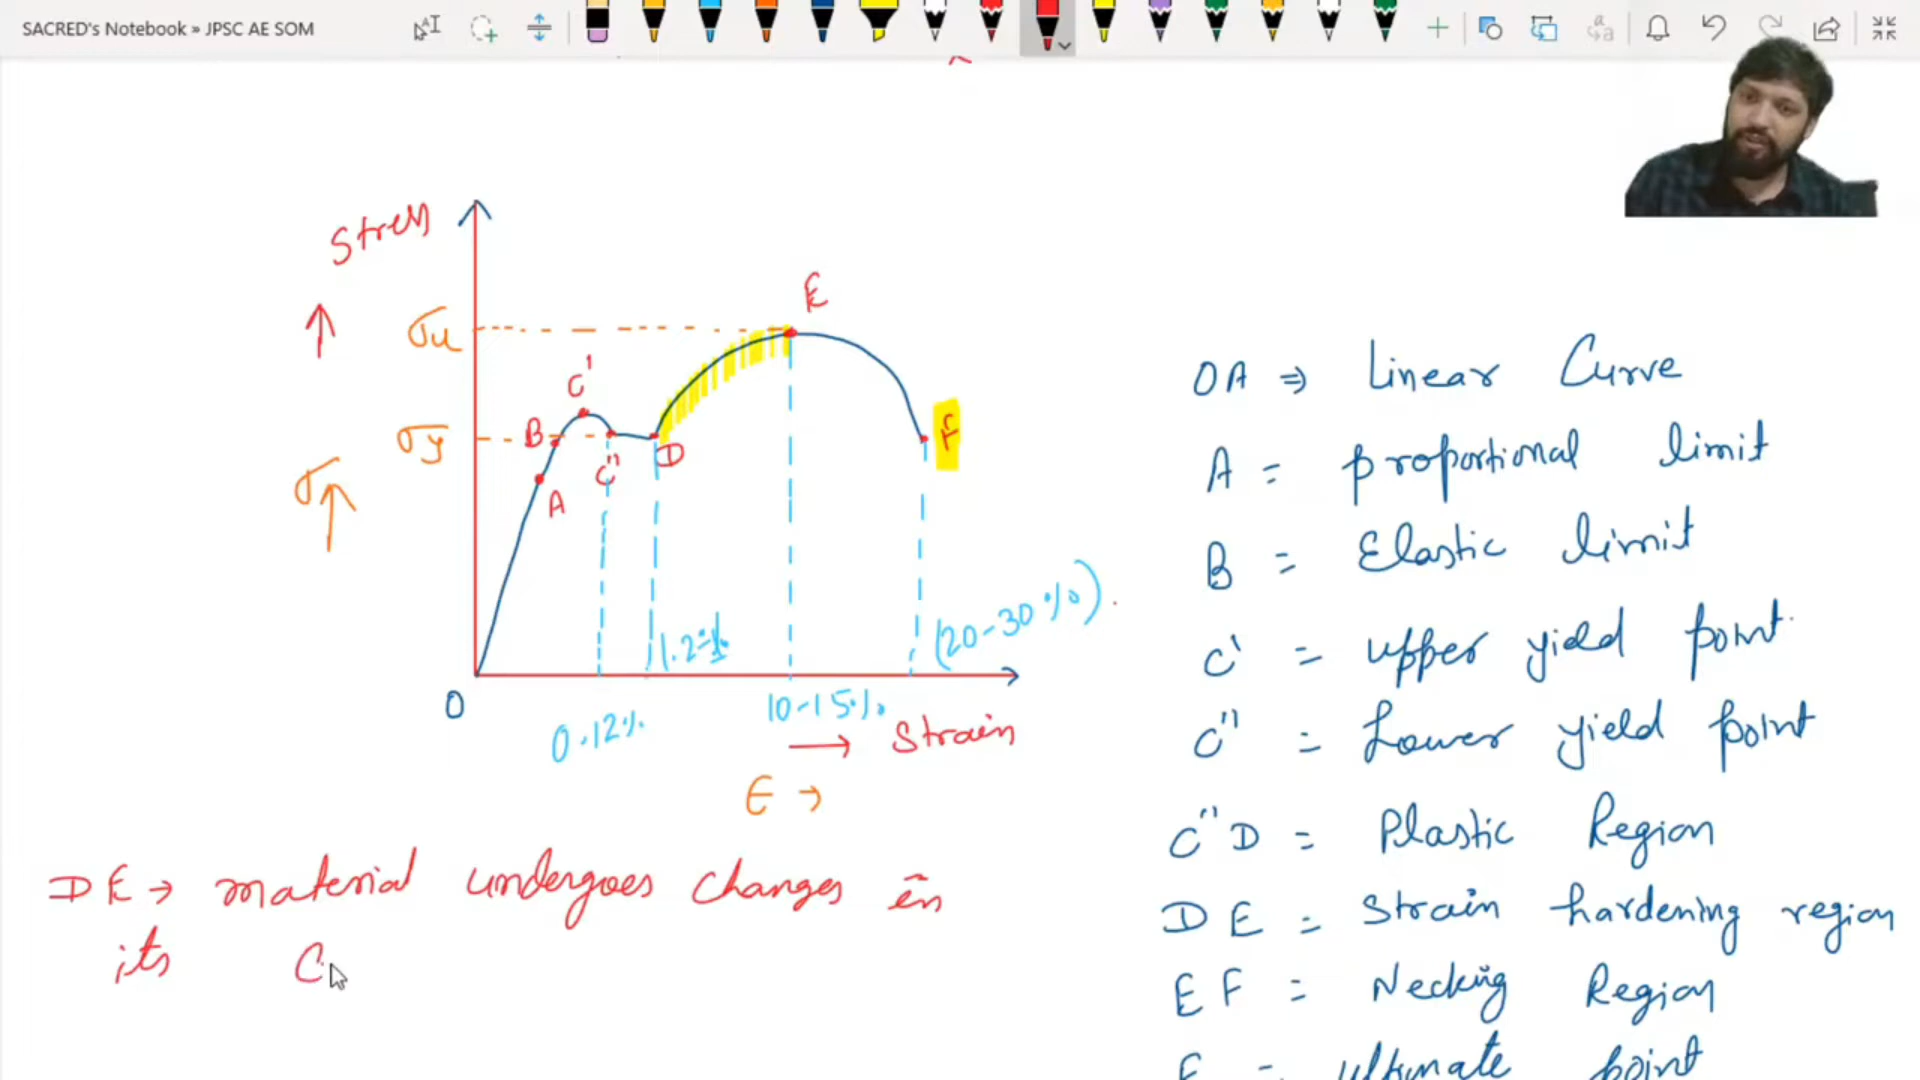 SACRED's Notebook » JPSC AE SOM
Stress
E
σu
C'
B
σy
C"
D
F
A
σ
(20-30%).
1.2%
O
0.12%
10-15%
Strain
ε →
OA ⇒ Linear Curve
A = proportional limit
B = Elastic limit
C' = upper yield point
C" = Lower yield point
C"D = Plastic Region
DE = Strain hardening region
EF = Necking Region
E = ultimate point
DE → material undergoes changes in
its C